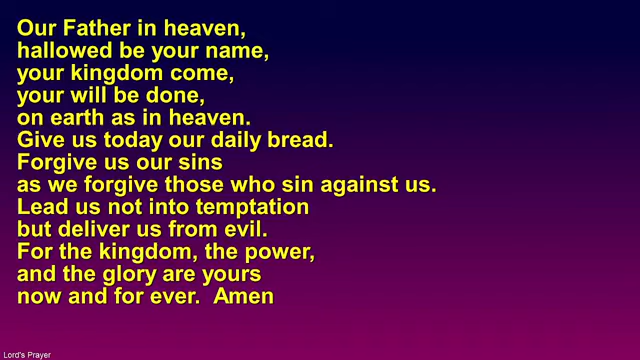 Our Father in heaven,
hallowed be your name,
your kingdom come,
your will be done,
on earth as in heaven.
Give us today our daily bread.
Forgive us our sins
as we forgive those who sin against us.
Lead us not into temptation
but deliver us from evil.
For the kingdom, the power,
and the glory are yours
now and for ever.  Amen
Lord's Prayer